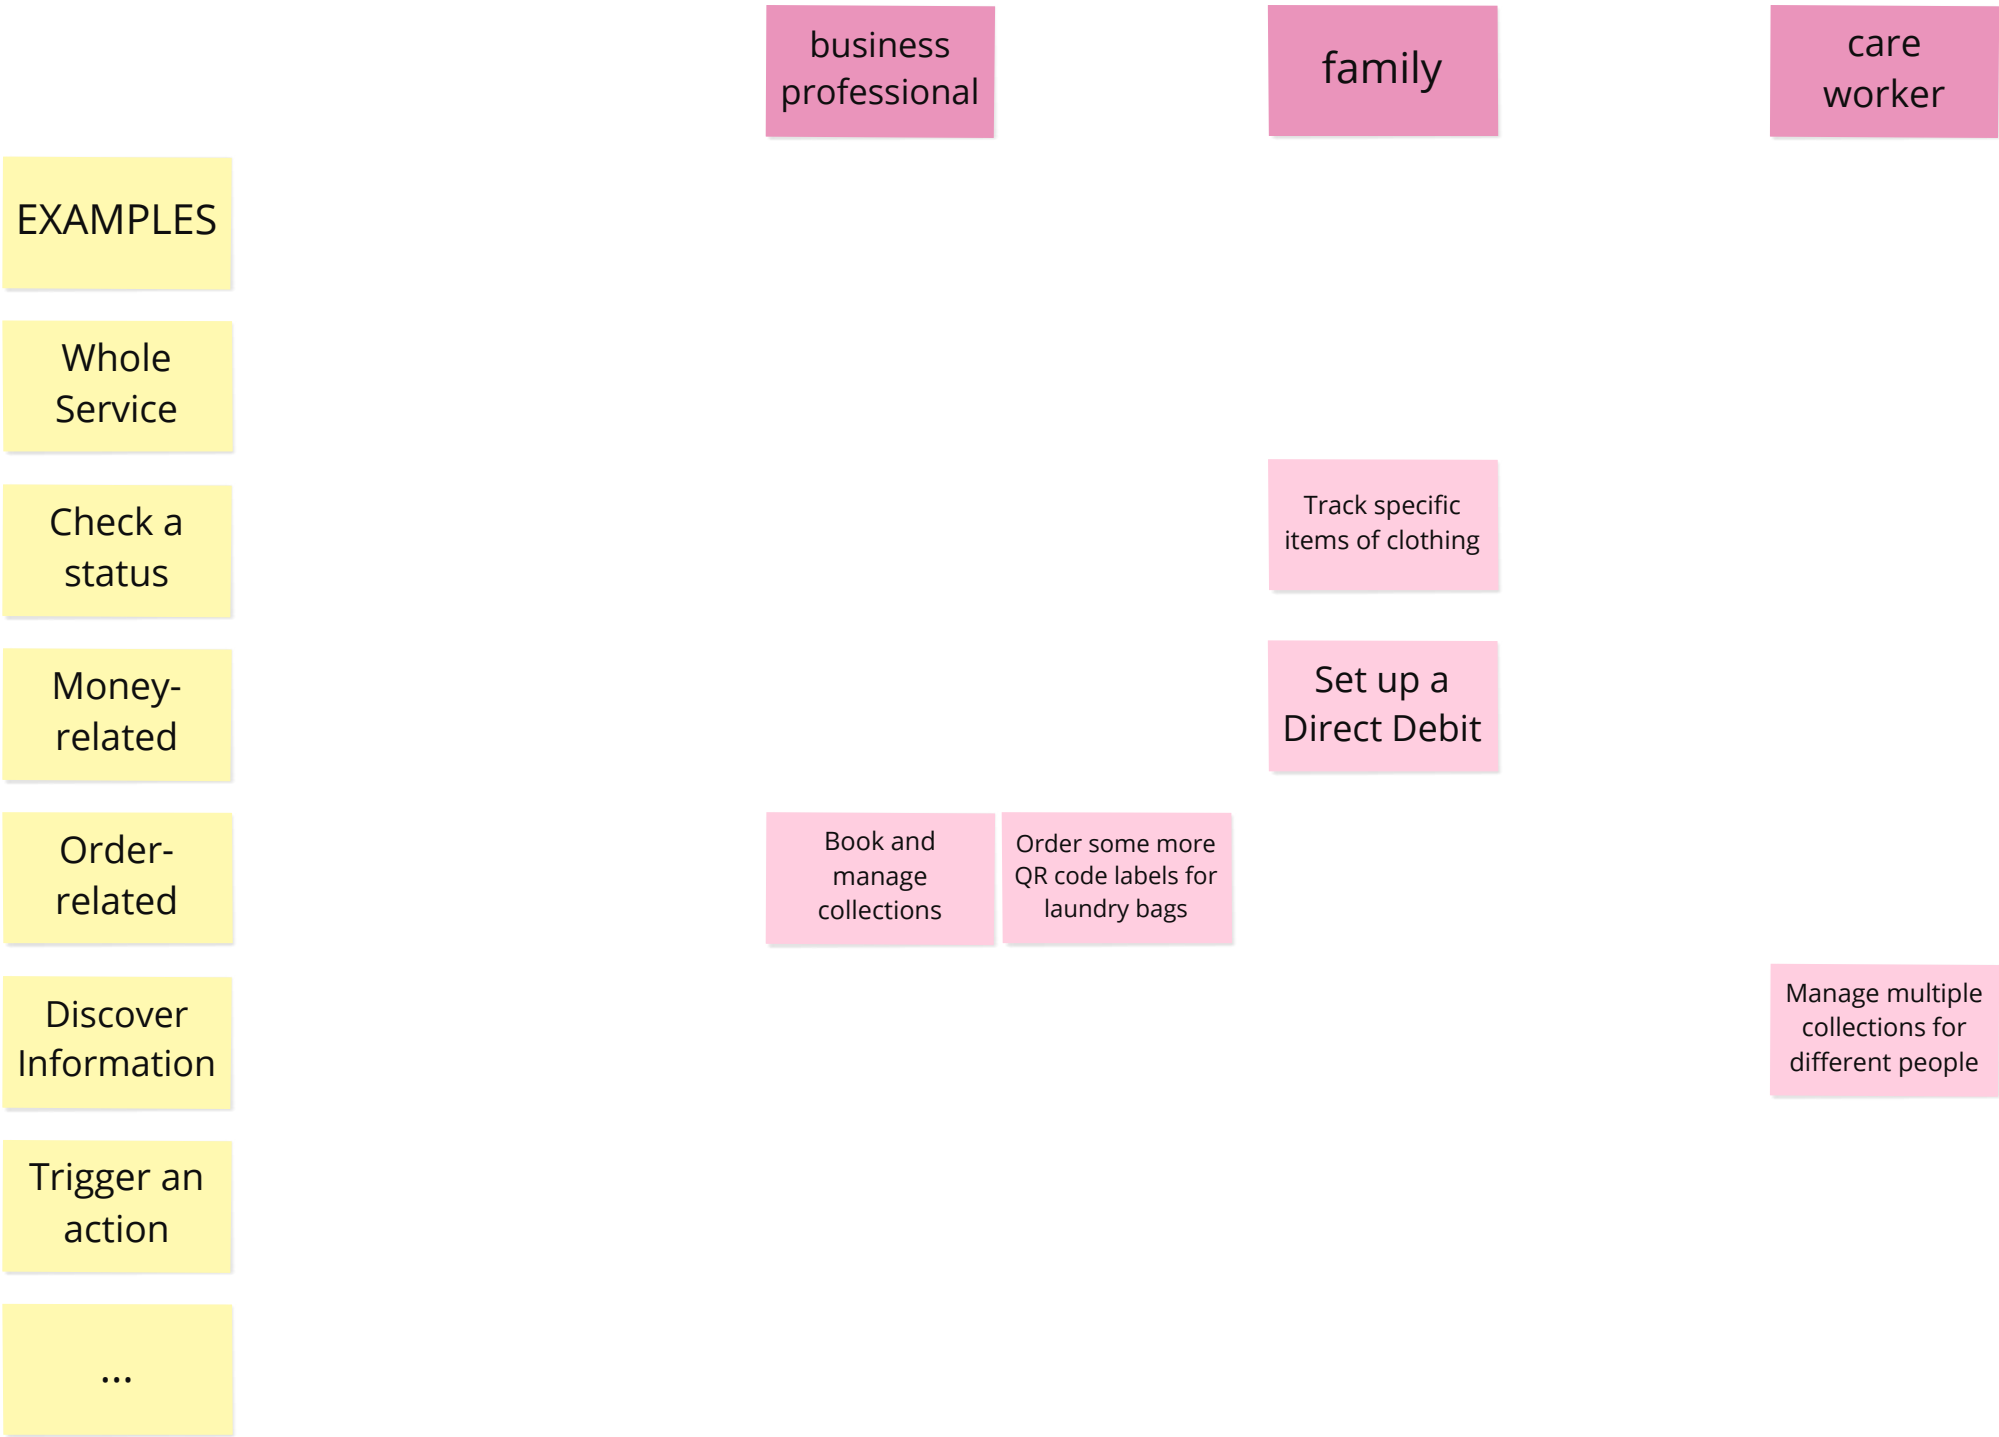 business
professional
family
care
worker
EXAMPLES
Whole
Service
Check a
status
Track specific
items of clothing
Money-
related
Set up a
Direct Debit
Order-
related
Book and
manage
collections
Order some more
QR code labels for
laundry bags
Discover
Information
Manage multiple
collections for
different people
Trigger an
action
...